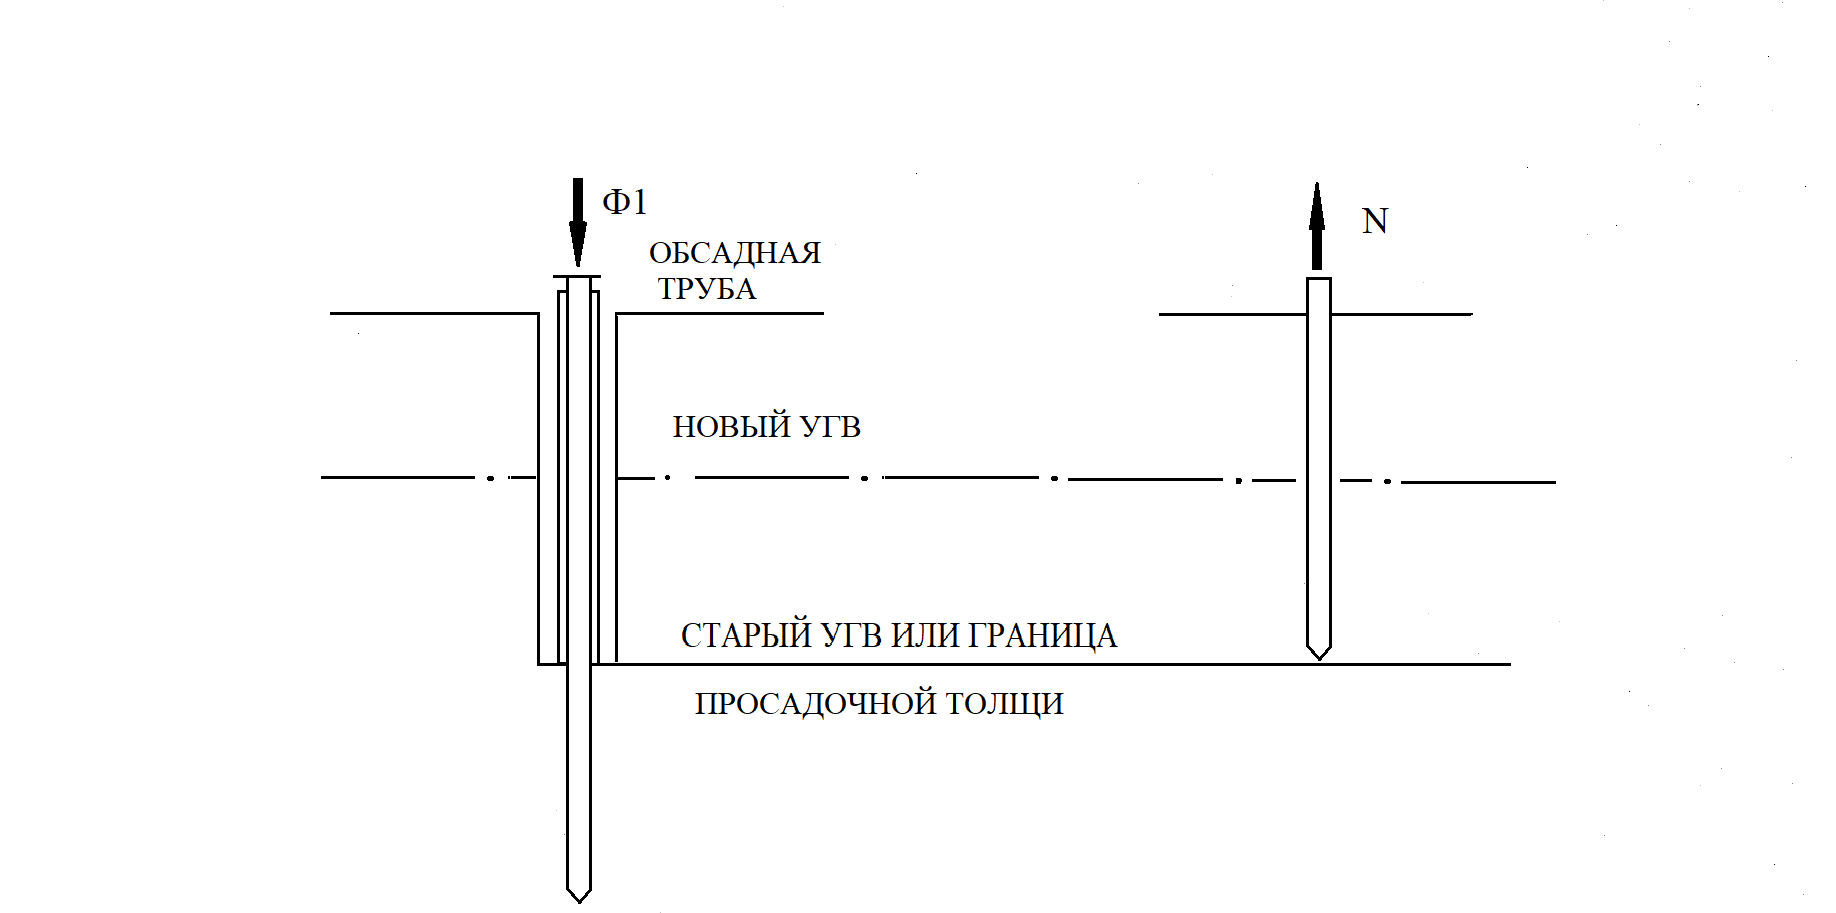 Ф1
N
ОБСАДНАЯ
ТРУБА
НОВЫЙ УГВ
СТАРЫЙ УГВ ИЛИ ГРАНИЦА
ПРОСАДОЧНОЙ ТОЛЩИ